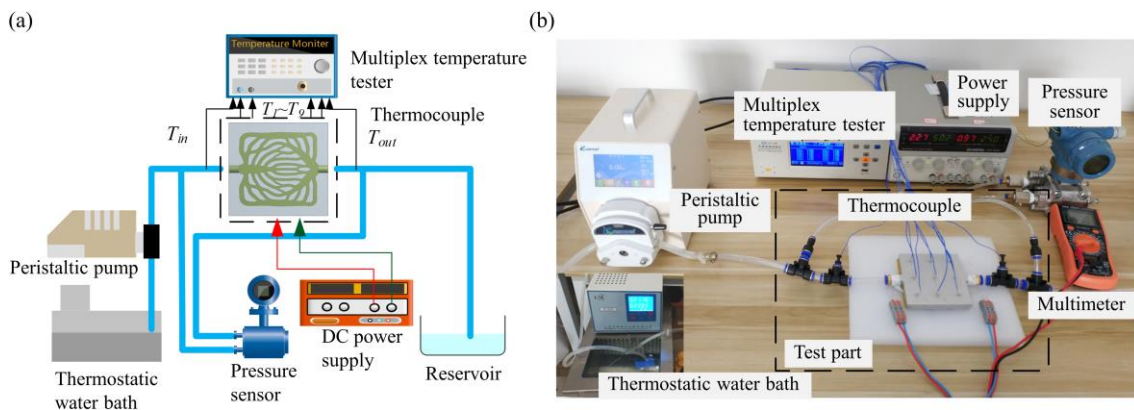 (a)
Temperature Moniter
Multiplex temperature
tester
T1~T9
Thermocouple
Tin
Tout
Peristaltic pump
DC power
supply
Thermostatic
water bath
Pressure
sensor
Reservoir
(b)
Power
supply
Pressure
sensor
Multiplex
temperature tester
Peristaltic
pump
Thermocouple
Multimeter
Test part
Thermostatic water bath